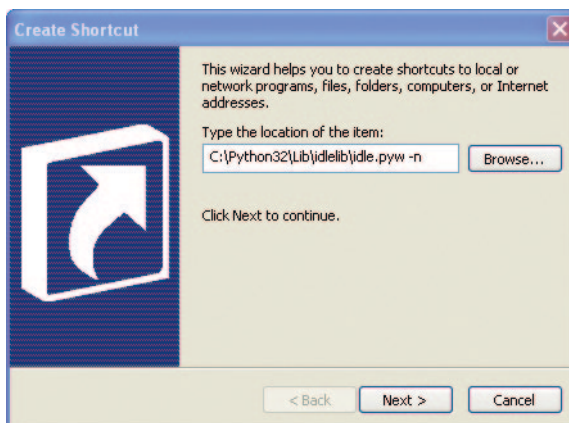 Create Shortcut
This wizard helps you to create shortcuts to local or
network programs, files, folders, computers, or Internet
addresses.
Type the location of the item:
C:\Python32\Lib\idlelib\idle.pyw -n
Browse...
Click Next to continue.
< Back
Next >
Cancel